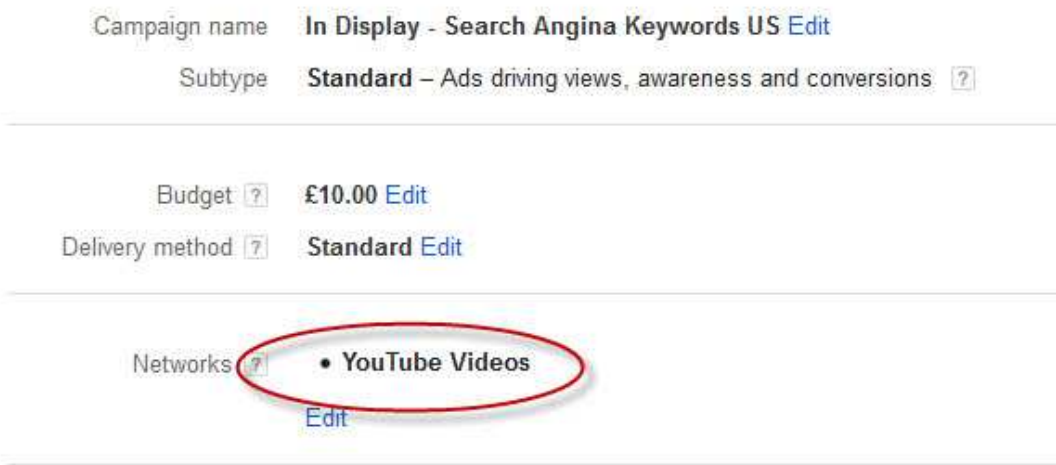 Campaign name In Display - Search Angina Keywords US Edit
Subtype Standard – Ads driving views, awareness and conversions ?
Budget ? £10.00 Edit
Delivery method ? Standard Edit
Networks ? • YouTube Videos
Edit